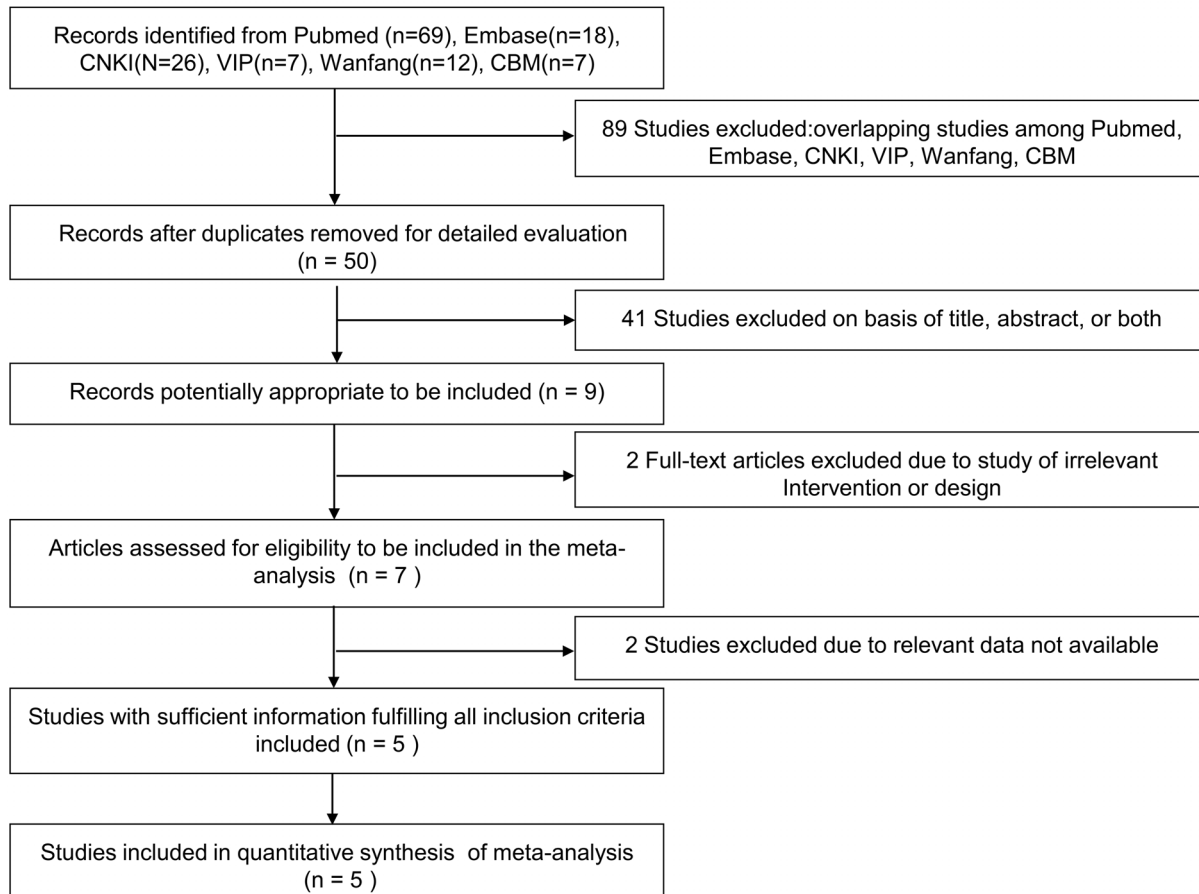 Records identified from Pubmed (n=69), Embase(n=18),
CNKI(N=26), VIP(n=7), Wanfang(n=12), CBM(n=7)
89 Studies excluded:overlapping studies among Pubmed,
Embase, CNKI, VIP, Wanfang, CBM
Records after duplicates removed for detailed evaluation
(n = 50)
41 Studies excluded on basis of title, abstract, or both
Records potentially appropriate to be included (n = 9)
2 Full-text articles excluded due to study of irrelevant
Intervention or design
Articles assessed for eligibility to be included in the meta-
analysis (n = 7 )
2 Studies excluded due to relevant data not available
Studies with sufficient information fulfilling all inclusion criteria
included (n = 5 )
Studies included in quantitative synthesis of meta-analysis
(n = 5 )